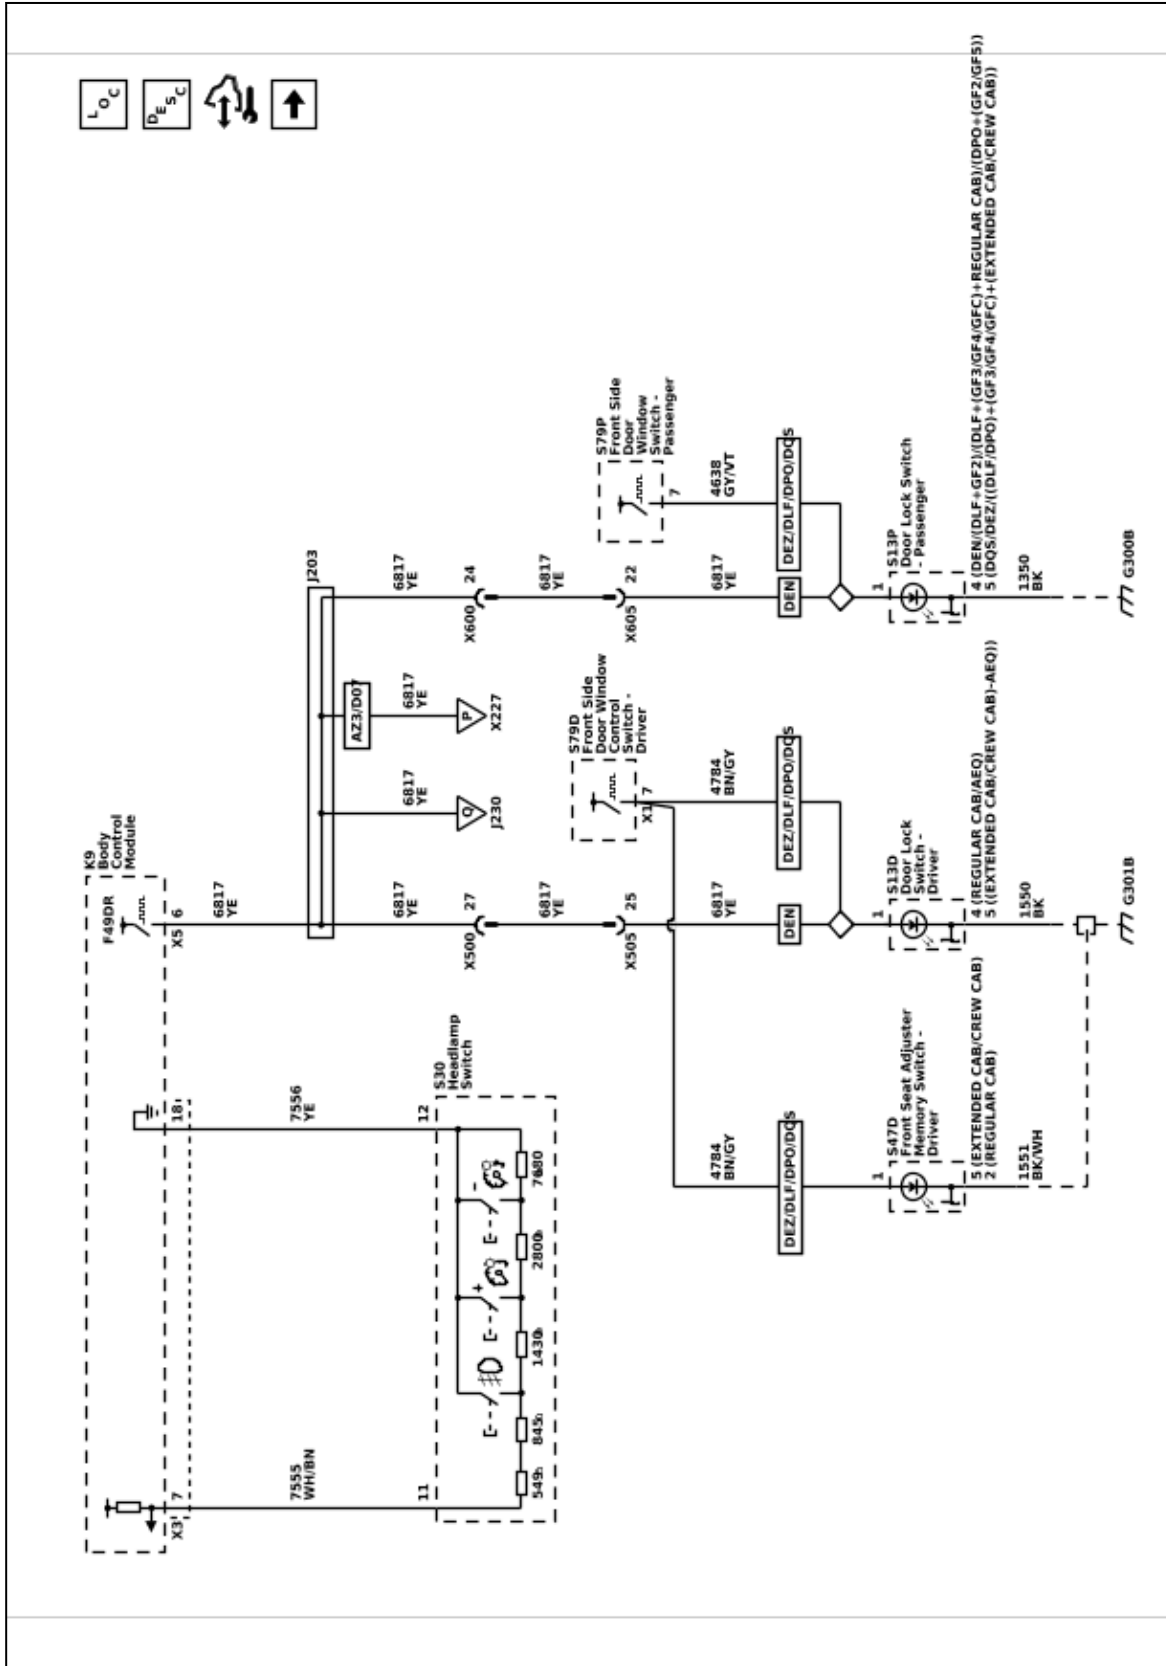 LOC
DESC
K9
Body
Control
Module
F49DR
X5
6
6817
YE
X3
7
18
7555
WH/BN
7556
YE
J203
6817
YE
6817
YE
AZ3/D07
6817
YE
6817
YE
Q
J230
P
X227
X500
27
X600
24
6817
YE
6817
YE
X505
25
X605
22
6817
YE
6817
YE
S30
Headlamp
Switch
11
12
549
845
1430
2800
7680
S79D
Front Side
Door Window
Control
Switch -
Driver
X1
7
4784
BN/GY
4784
BN/GY
S79P
Front Side
Door
Window
Switch -
Passenger
7
4638
GY/VT
DEZ/DLF/DPO/DQS
DEN
DEZ/DLF/DPO/DQS
DEN
DEZ/DLF/DPO/DQS
1
S47D
Front Seat Adjuster
Memory Switch -
Driver
5 (EXTENDED CAB/CREW CAB)
2 (REGULAR CAB)
1551
BK/WH
1
S13D
Door Lock
Switch -
Driver
4 (REGULAR CAB/AEQ)
5 ((EXTENDED CAB/CREW CAB)-AEQ))
1550
BK
G301B
1
S13P
Door Lock Switch
- Passenger
4 (DEN/(DLF+GF2)/(DLF+(GF3/GF4/GFC)+REGULAR CAB)/(DPO+(GF2/GF5))
5 (DQS/DEZ/((DLF/DPO)+(GF3/GF4/GFC)+(EXTENDED CAB/CREW CAB))
1350
BK
G300B